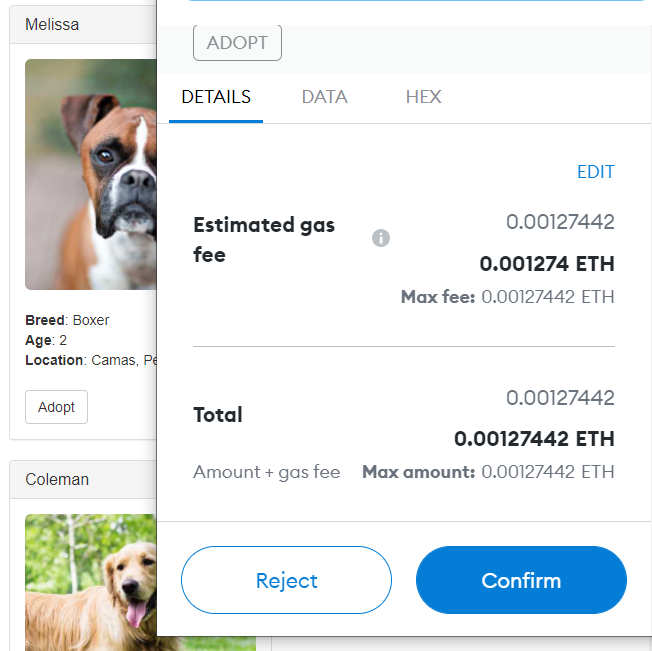 Melissa
Breed: Boxer
Age: 2
Location: Camas,
Adopt
Coleman
ADOPT
DETAILS DATA HEX
EDIT
Estimated gas
fee
0.00127442
0.001274 ETH
Max fee: 0.00127442 ETH
Total
0.00127442
0.00127442 ETH
Amount + gas fee Max amount: 0.00127442 ETH
Reject Confirm